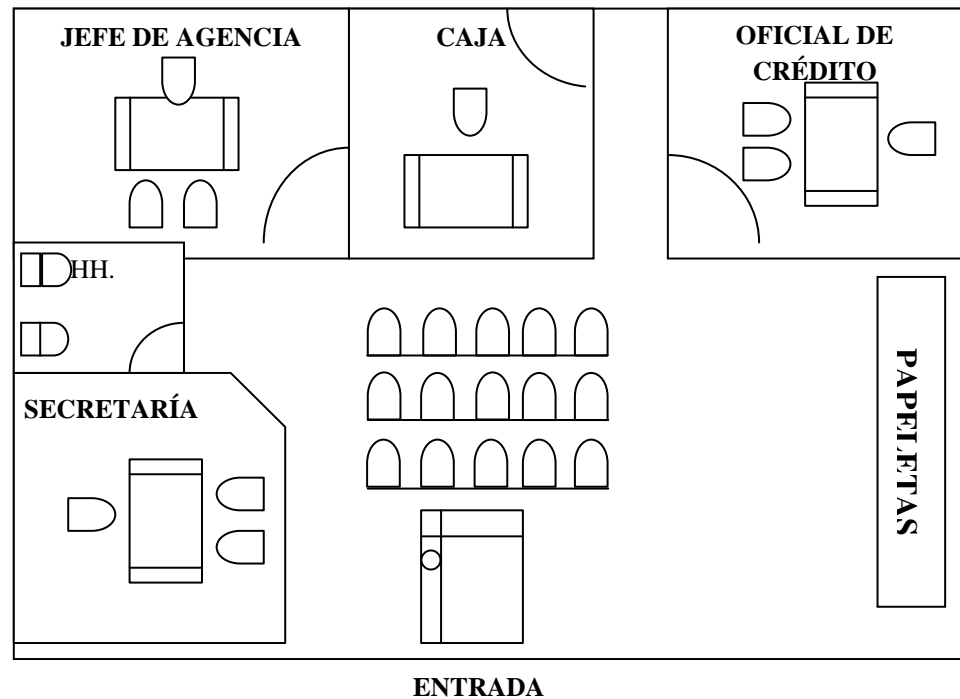 JEFE DE AGENCIA
CAJA
OFICIAL DE
CRÉDITO
HH.
SECRETARÍA
PAPELETAS
ENTRADA